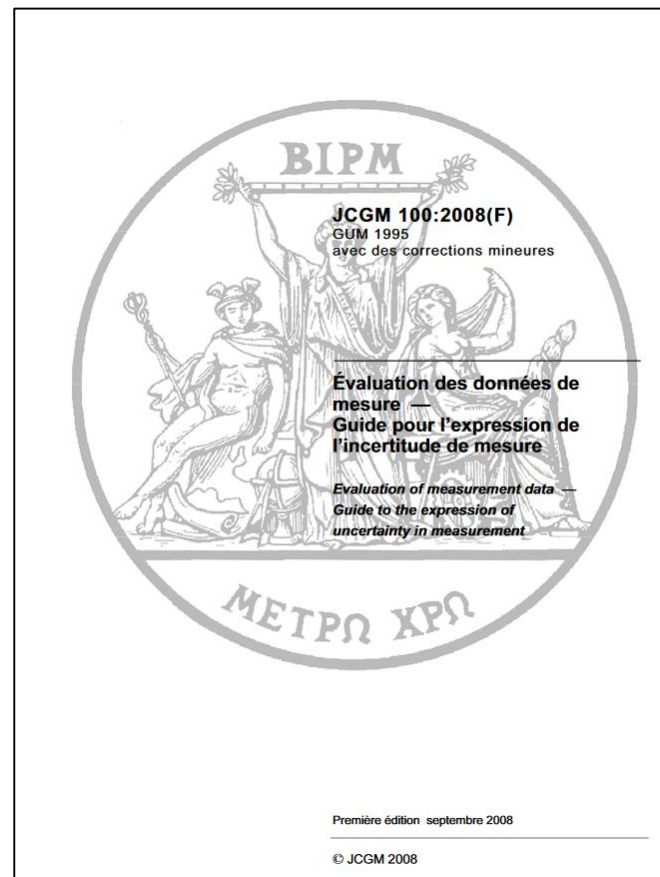 BIPM
JCGM 100:2008(F)
GUM 1995
avec des corrections mineures
Évaluation des données de
mesure —
Guide pour l'expression de
l'incertitude de mesure
Evaluation of measurement data —
Guide to the expression of
uncertainty in measurement
ΜΕΤΡΩ ΧΡΩ
Première édition septembre 2008
© JCGM 2008